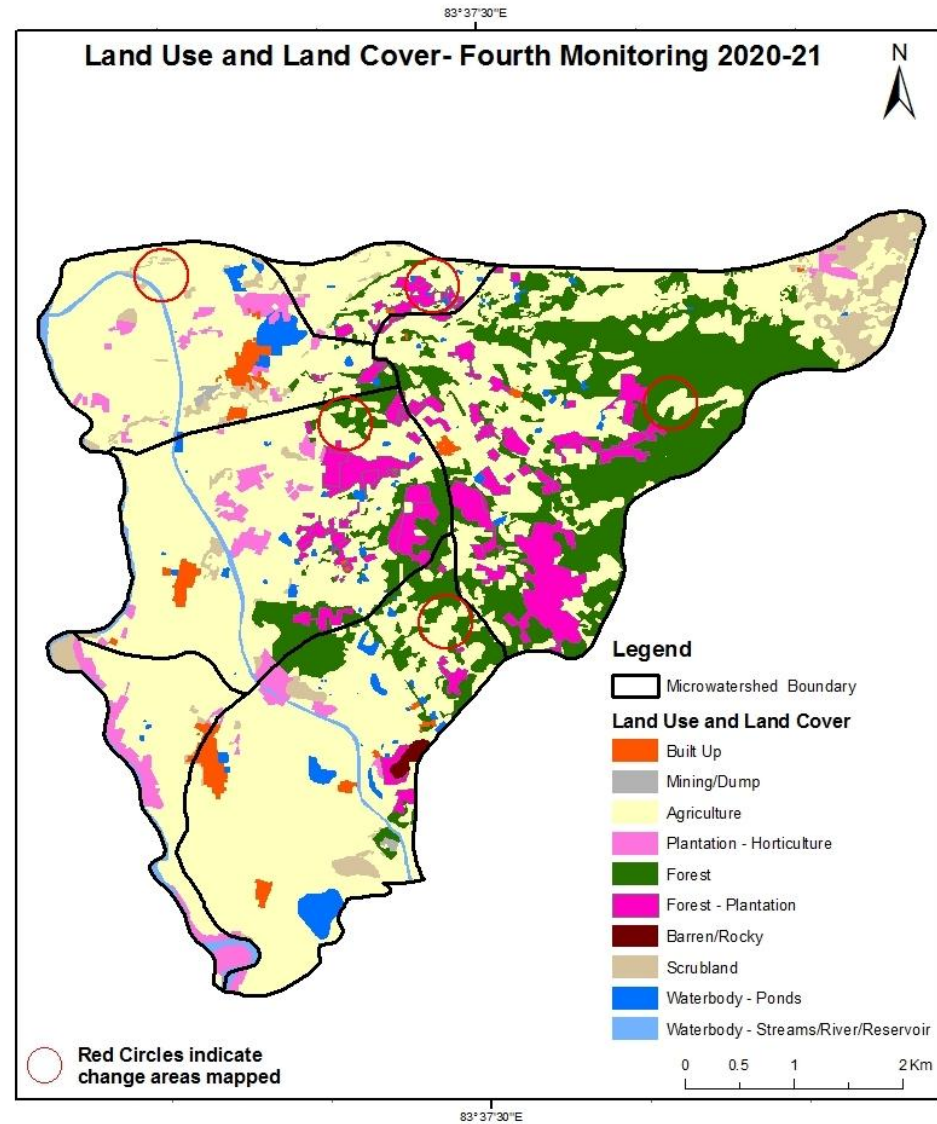 83° 37'30"E
Land Use and Land Cover- Fourth Monitoring 2020-21
N
Legend
Microwatershed Boundary
Land Use and Land Cover
Built Up
Mining/Dump
Agriculture
Plantation - Horticulture
Forest
Forest - Plantation
Barren/Rocky
Scrubland
Waterbody - Ponds
Waterbody - Streams/River/Reservoir
0 0.5 1 2 Km
Red Circles indicate
change areas mapped
83° 37'30"E